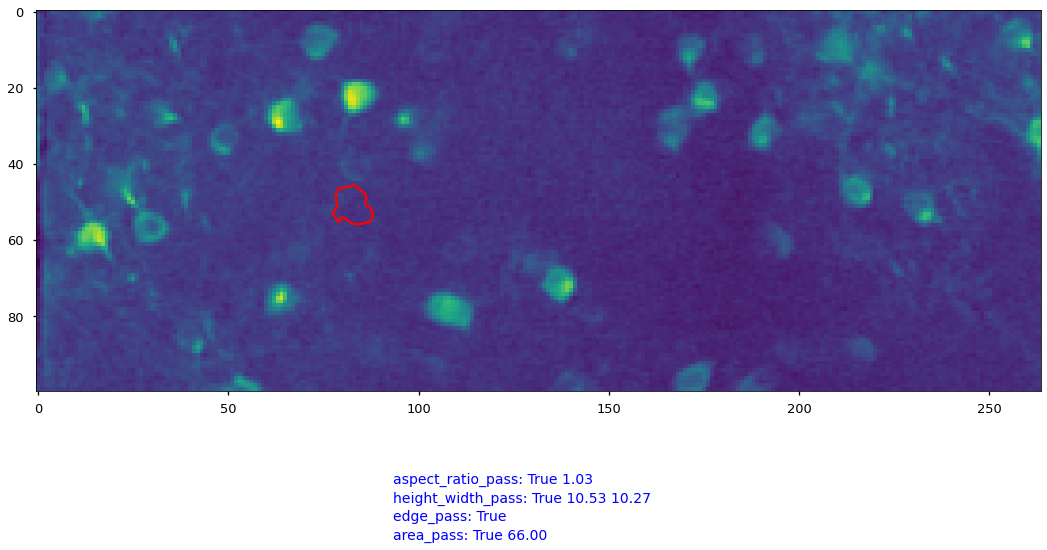 0
20
40
60
80
0 50 100 150 200 250
aspect_ratio_pass: True 1.03
height_width_pass: True 10.53 10.27
edge_pass: True
area_pass: True 66.00